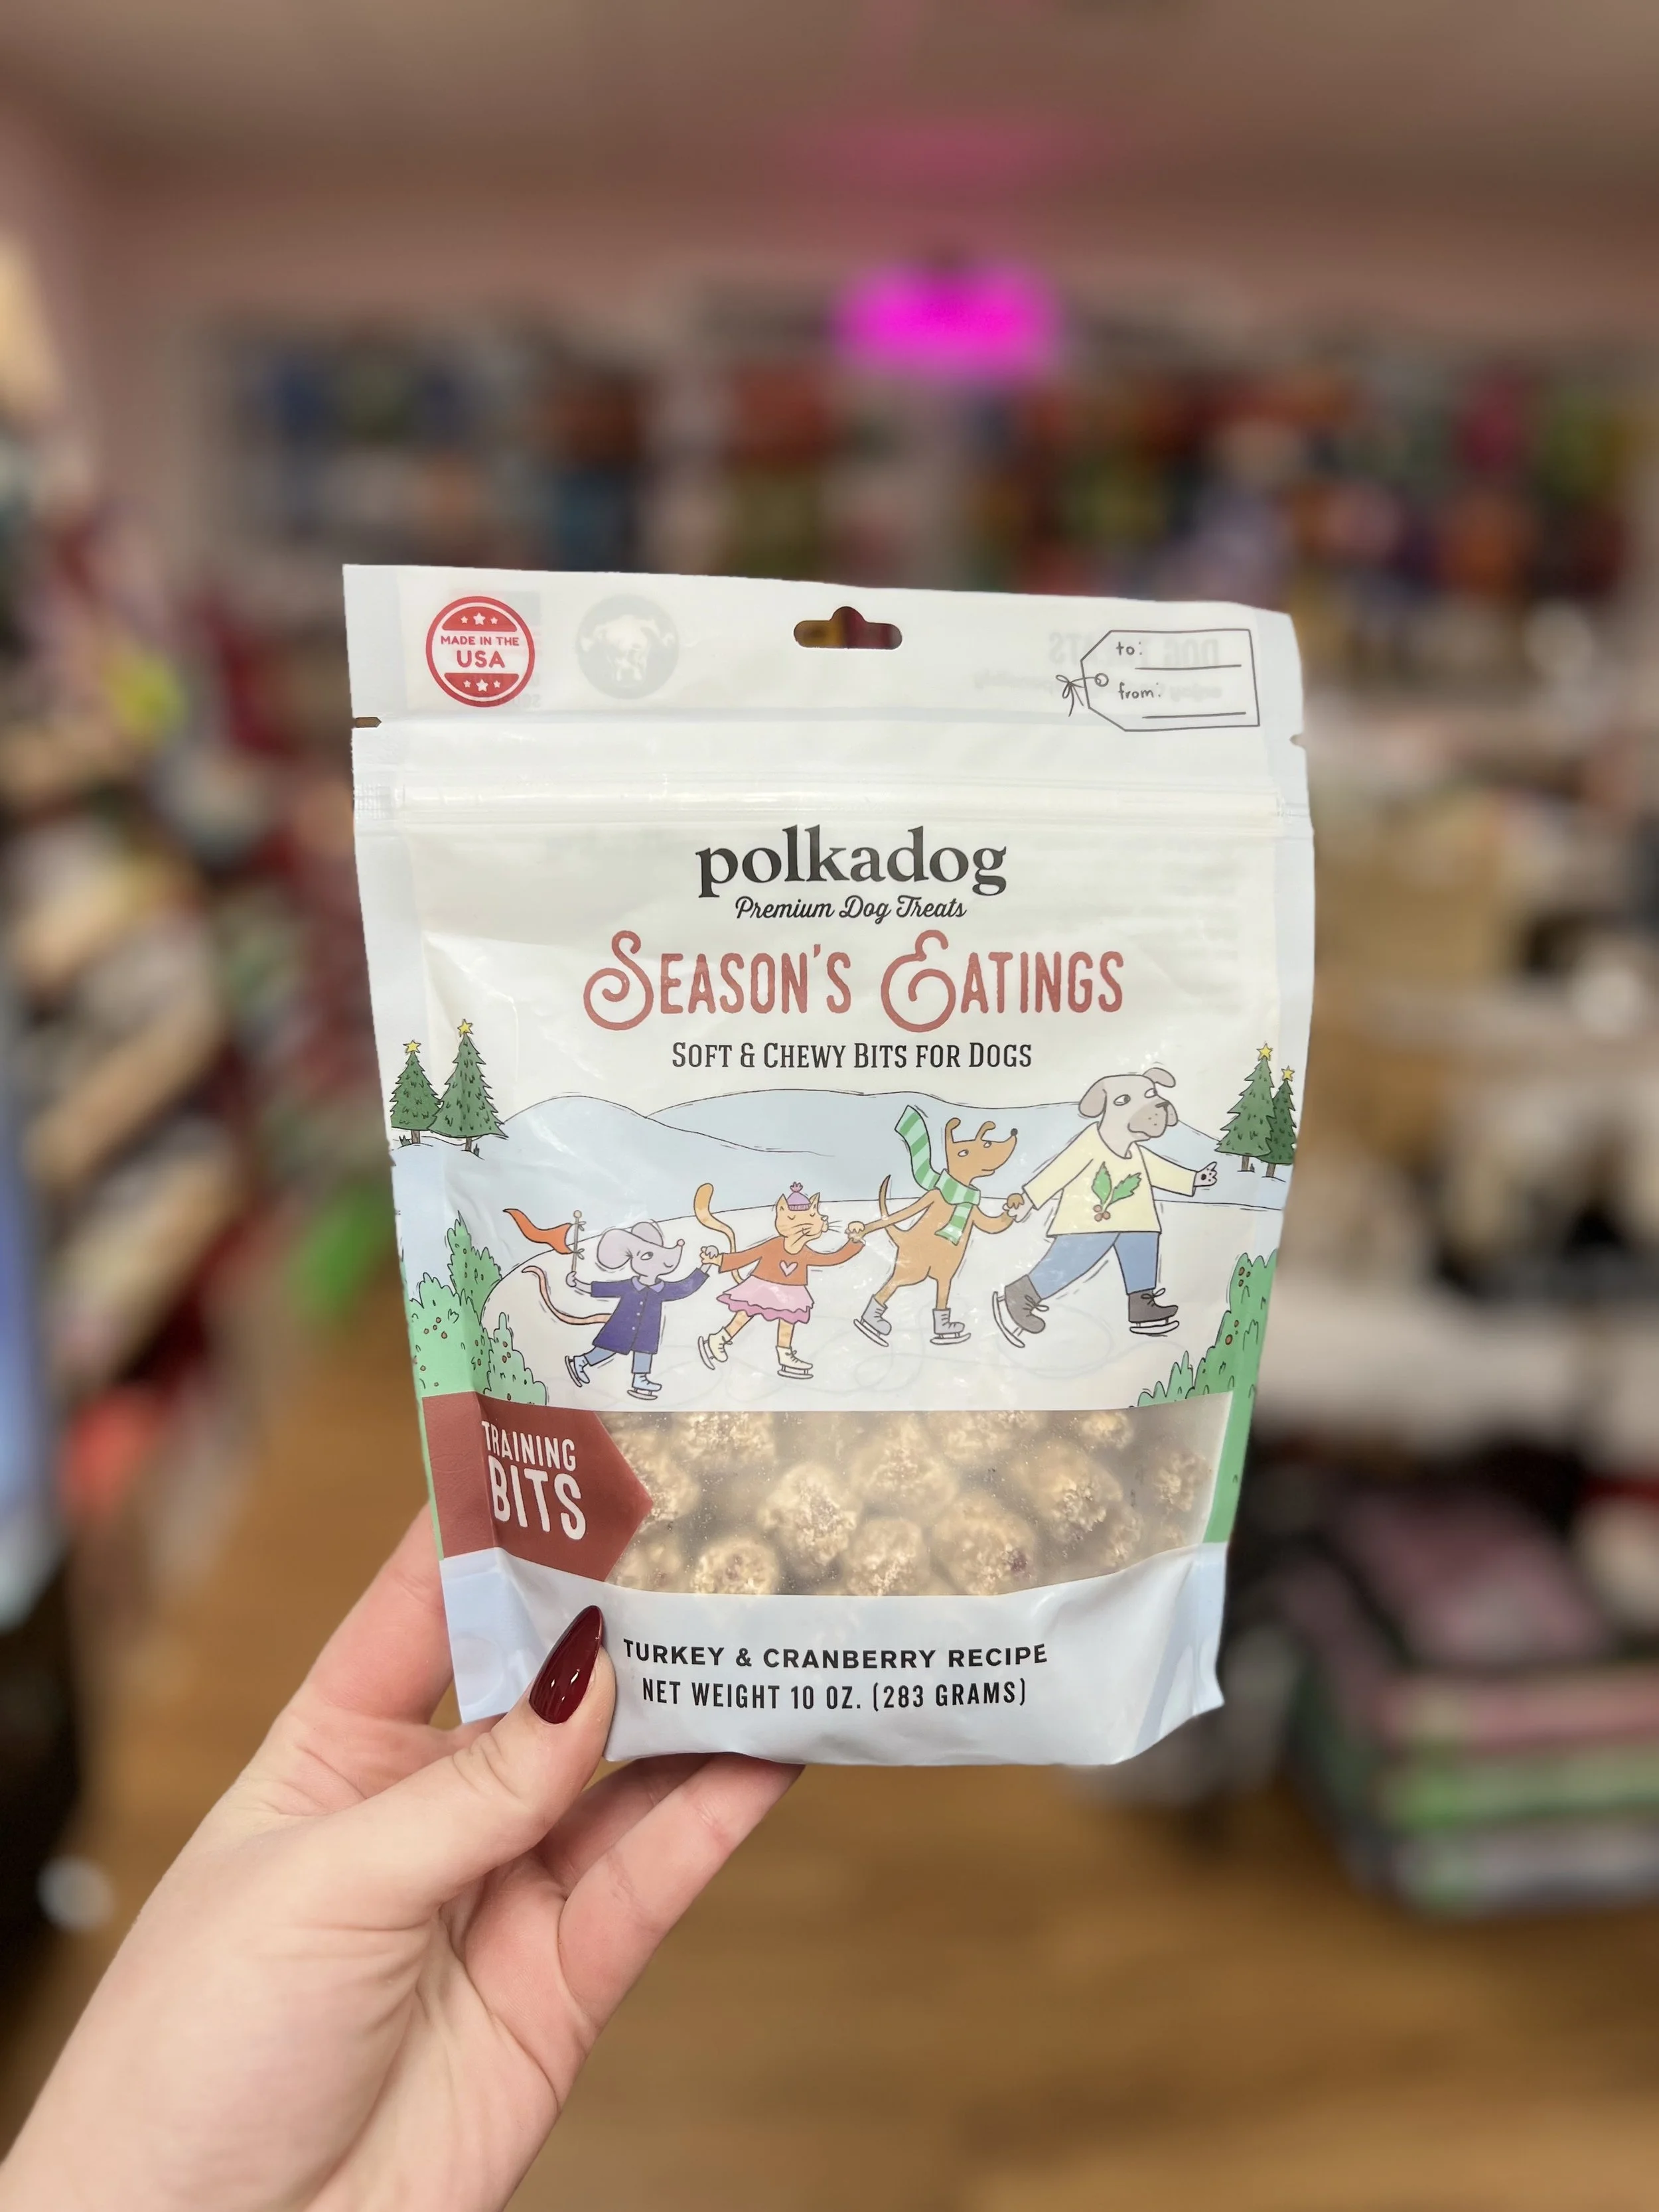 MADE IN THE
USA
to:
from:
polkadog
Premium Dog Treats
SEASON'S EATINGS
SOFT & CHEWY BITS FOR DOGS
TRAINING
BITS
TURKEY & CRANBERRY RECIPE
NET WEIGHT 10 OZ. (283 GRAMS)